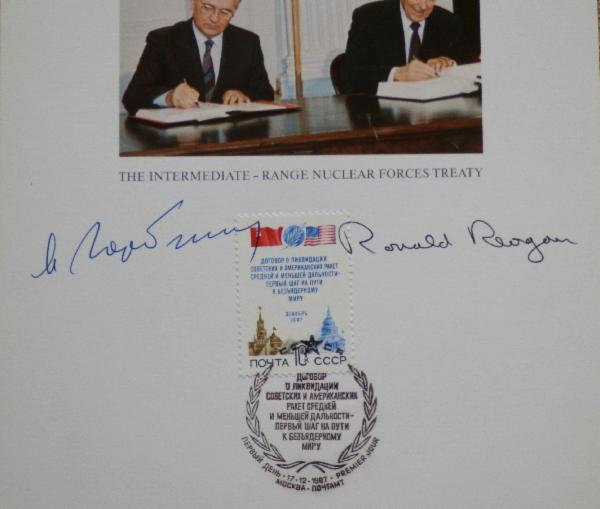 THE INTERMEDIATE - RANGE NUCLEAR FORCES TREATY
М Горбачев
Ronald Reagan
ДОГОВОР О ЛИКВИДАЦИИ
СОВЕТСКИХ И АМЕРИКАНСКИХ РАКЕТ
СРЕДНЕЙ И МЕНЬШЕЙ ДАЛЬНОСТИ-
ПЕРВЫЙ ШАГ НА ПУТИ
К БЕЗЪЯДЕРНОМУ
МИРУ
ДЕКАБРЬ
1987
ПОЧТА 10К СССР
ДОГОВОР
О ЛИКВИДАЦИИ
СОВЕТСКИХ И АМЕРИКАНСКИХ
РАКЕТ СРЕДНЕЙ
И МЕНЬШЕЙ ДАЛЬНОСТИ-
ПЕРВЫЙ ШАГ НА ПУТИ
К БЕЗЪЯДЕРНОМУ
МИРУ
ПЕРВЫЙ ДЕНЬ · 17-12-1987 · PREMIER JOUR
МОСКВА · ПОЧТАМТ